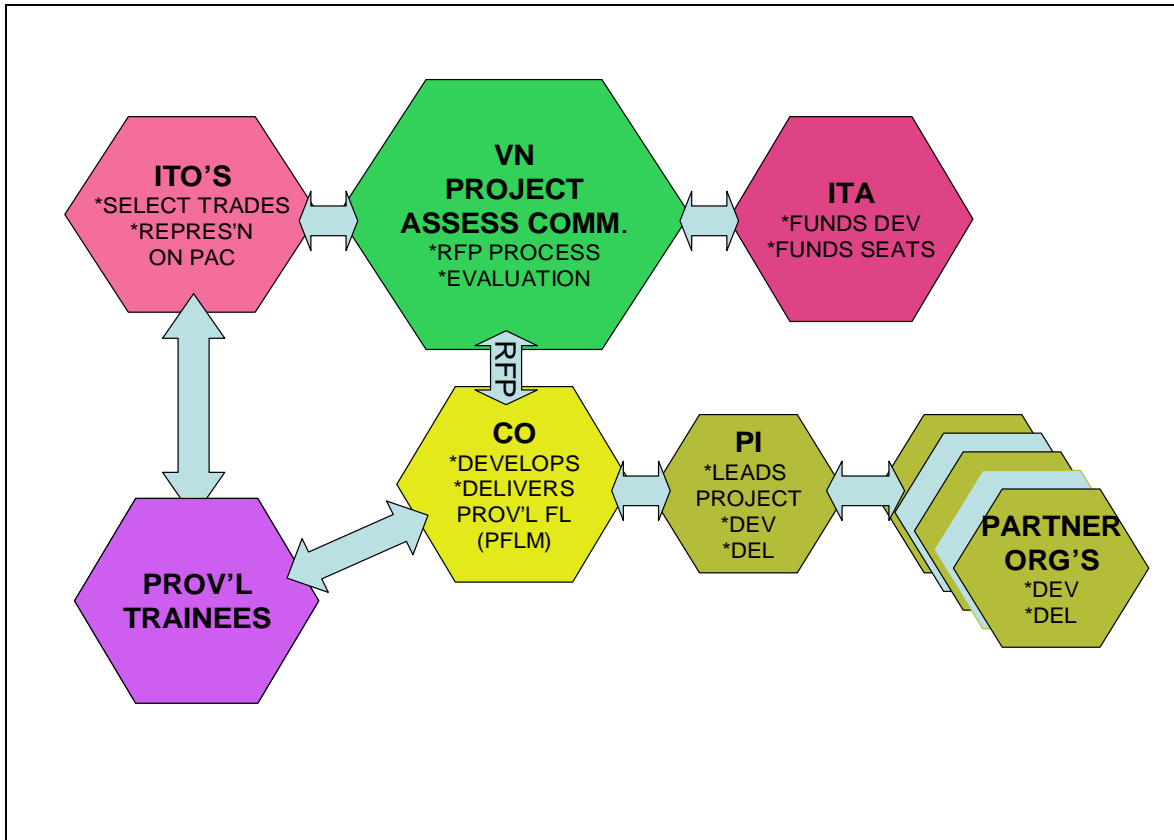 ITO'S
*SELECT TRADES
*REPRES'N
ON PAC
VN
PROJECT
ASSESS COMM.
*RFP PROCESS
*EVALUATION
ITA
*FUNDS DEV
*FUNDS SEATS
RFP
CO
*DEVELOPS
*DELIVERS
PROV'L FL
(PFLM)
PI
*LEADS
PROJECT
*DEV
*DEL
PARTNER
ORG'S
*DEV
*DEL
PROV'L
TRAINEES